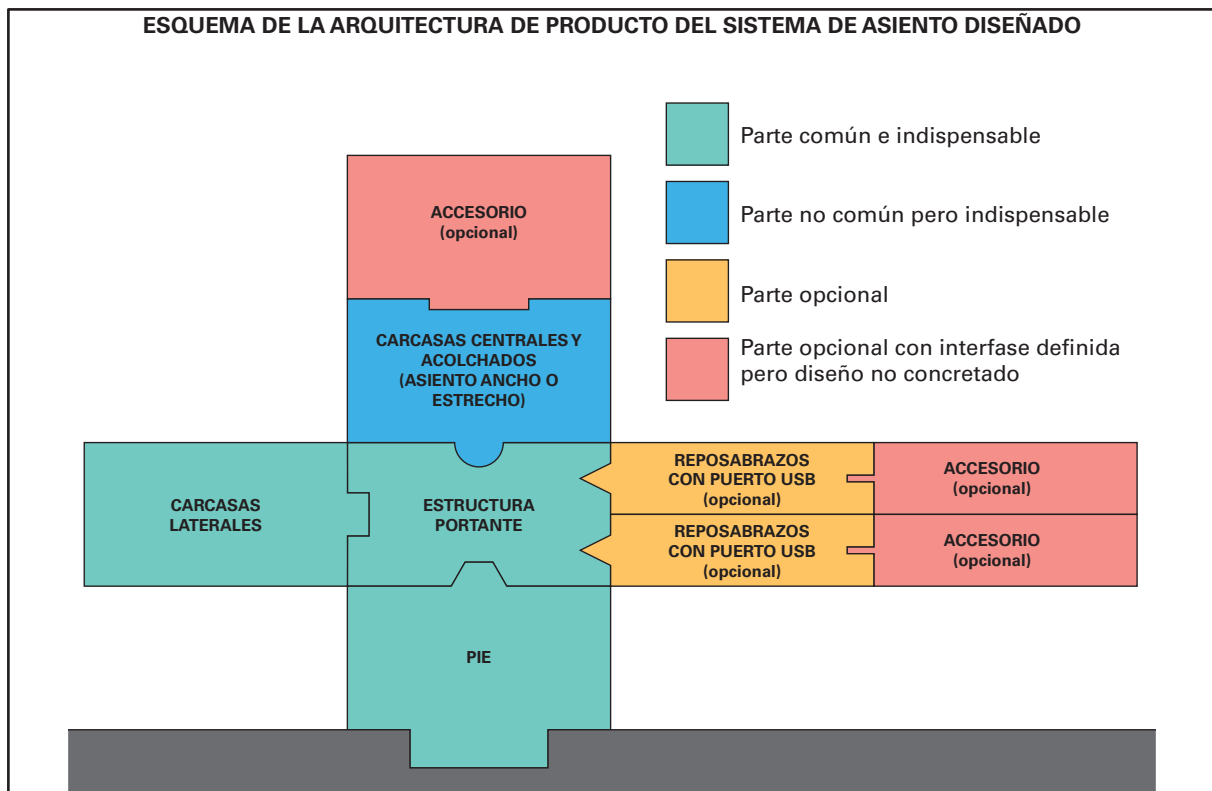 ESQUEMA DE LA ARQUITECTURA DE PRODUCTO DEL SISTEMA DE ASIENTO DISEÑADO
Parte común e indispensable
Parte no común pero indispensable
Parte opcional
Parte opcional con interfase definida
pero diseño no concretado
ACCESORIO
(opcional)
CARCASAS CENTRALES Y
ACOLCHADOS
(ASIENTO ANCHO O
ESTRECHO)
CARCASAS
LATERALES
ESTRUCTURA
PORTANTE
REPOSABRAZOS
CON PUERTO USB
(opcional)
ACCESORIO
(opcional)
REPOSABRAZOS
CON PUERTO USB
(opcional)
ACCESORIO
(opcional)
PIE